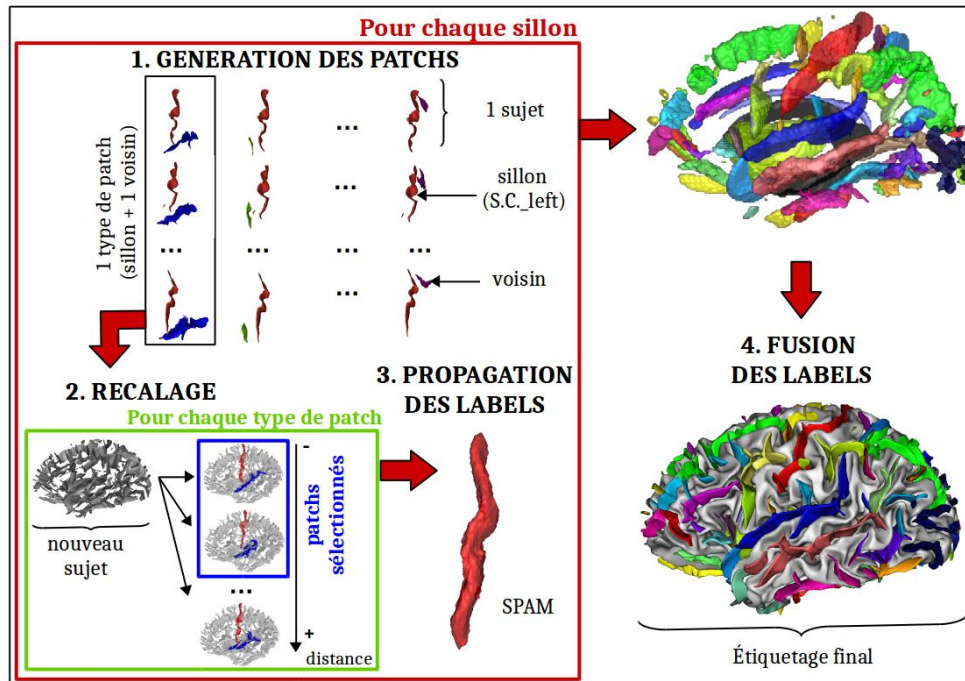 Pour chaque sillon
1. GENERATION DES PATCHS
1 type de patch
(sillon + 1 voisin)
...
1 sujet
...
sillon
(S.C._left)
...
...
...
...
...
voisin
2. RECALAGE
Pour chaque type de patch
nouveau
sujet
-
patchs
sélectionnés
...
+
distance
3. PROPAGATION
DES LABELS
SPAM
4. FUSION
DES LABELS
Étiquetage final